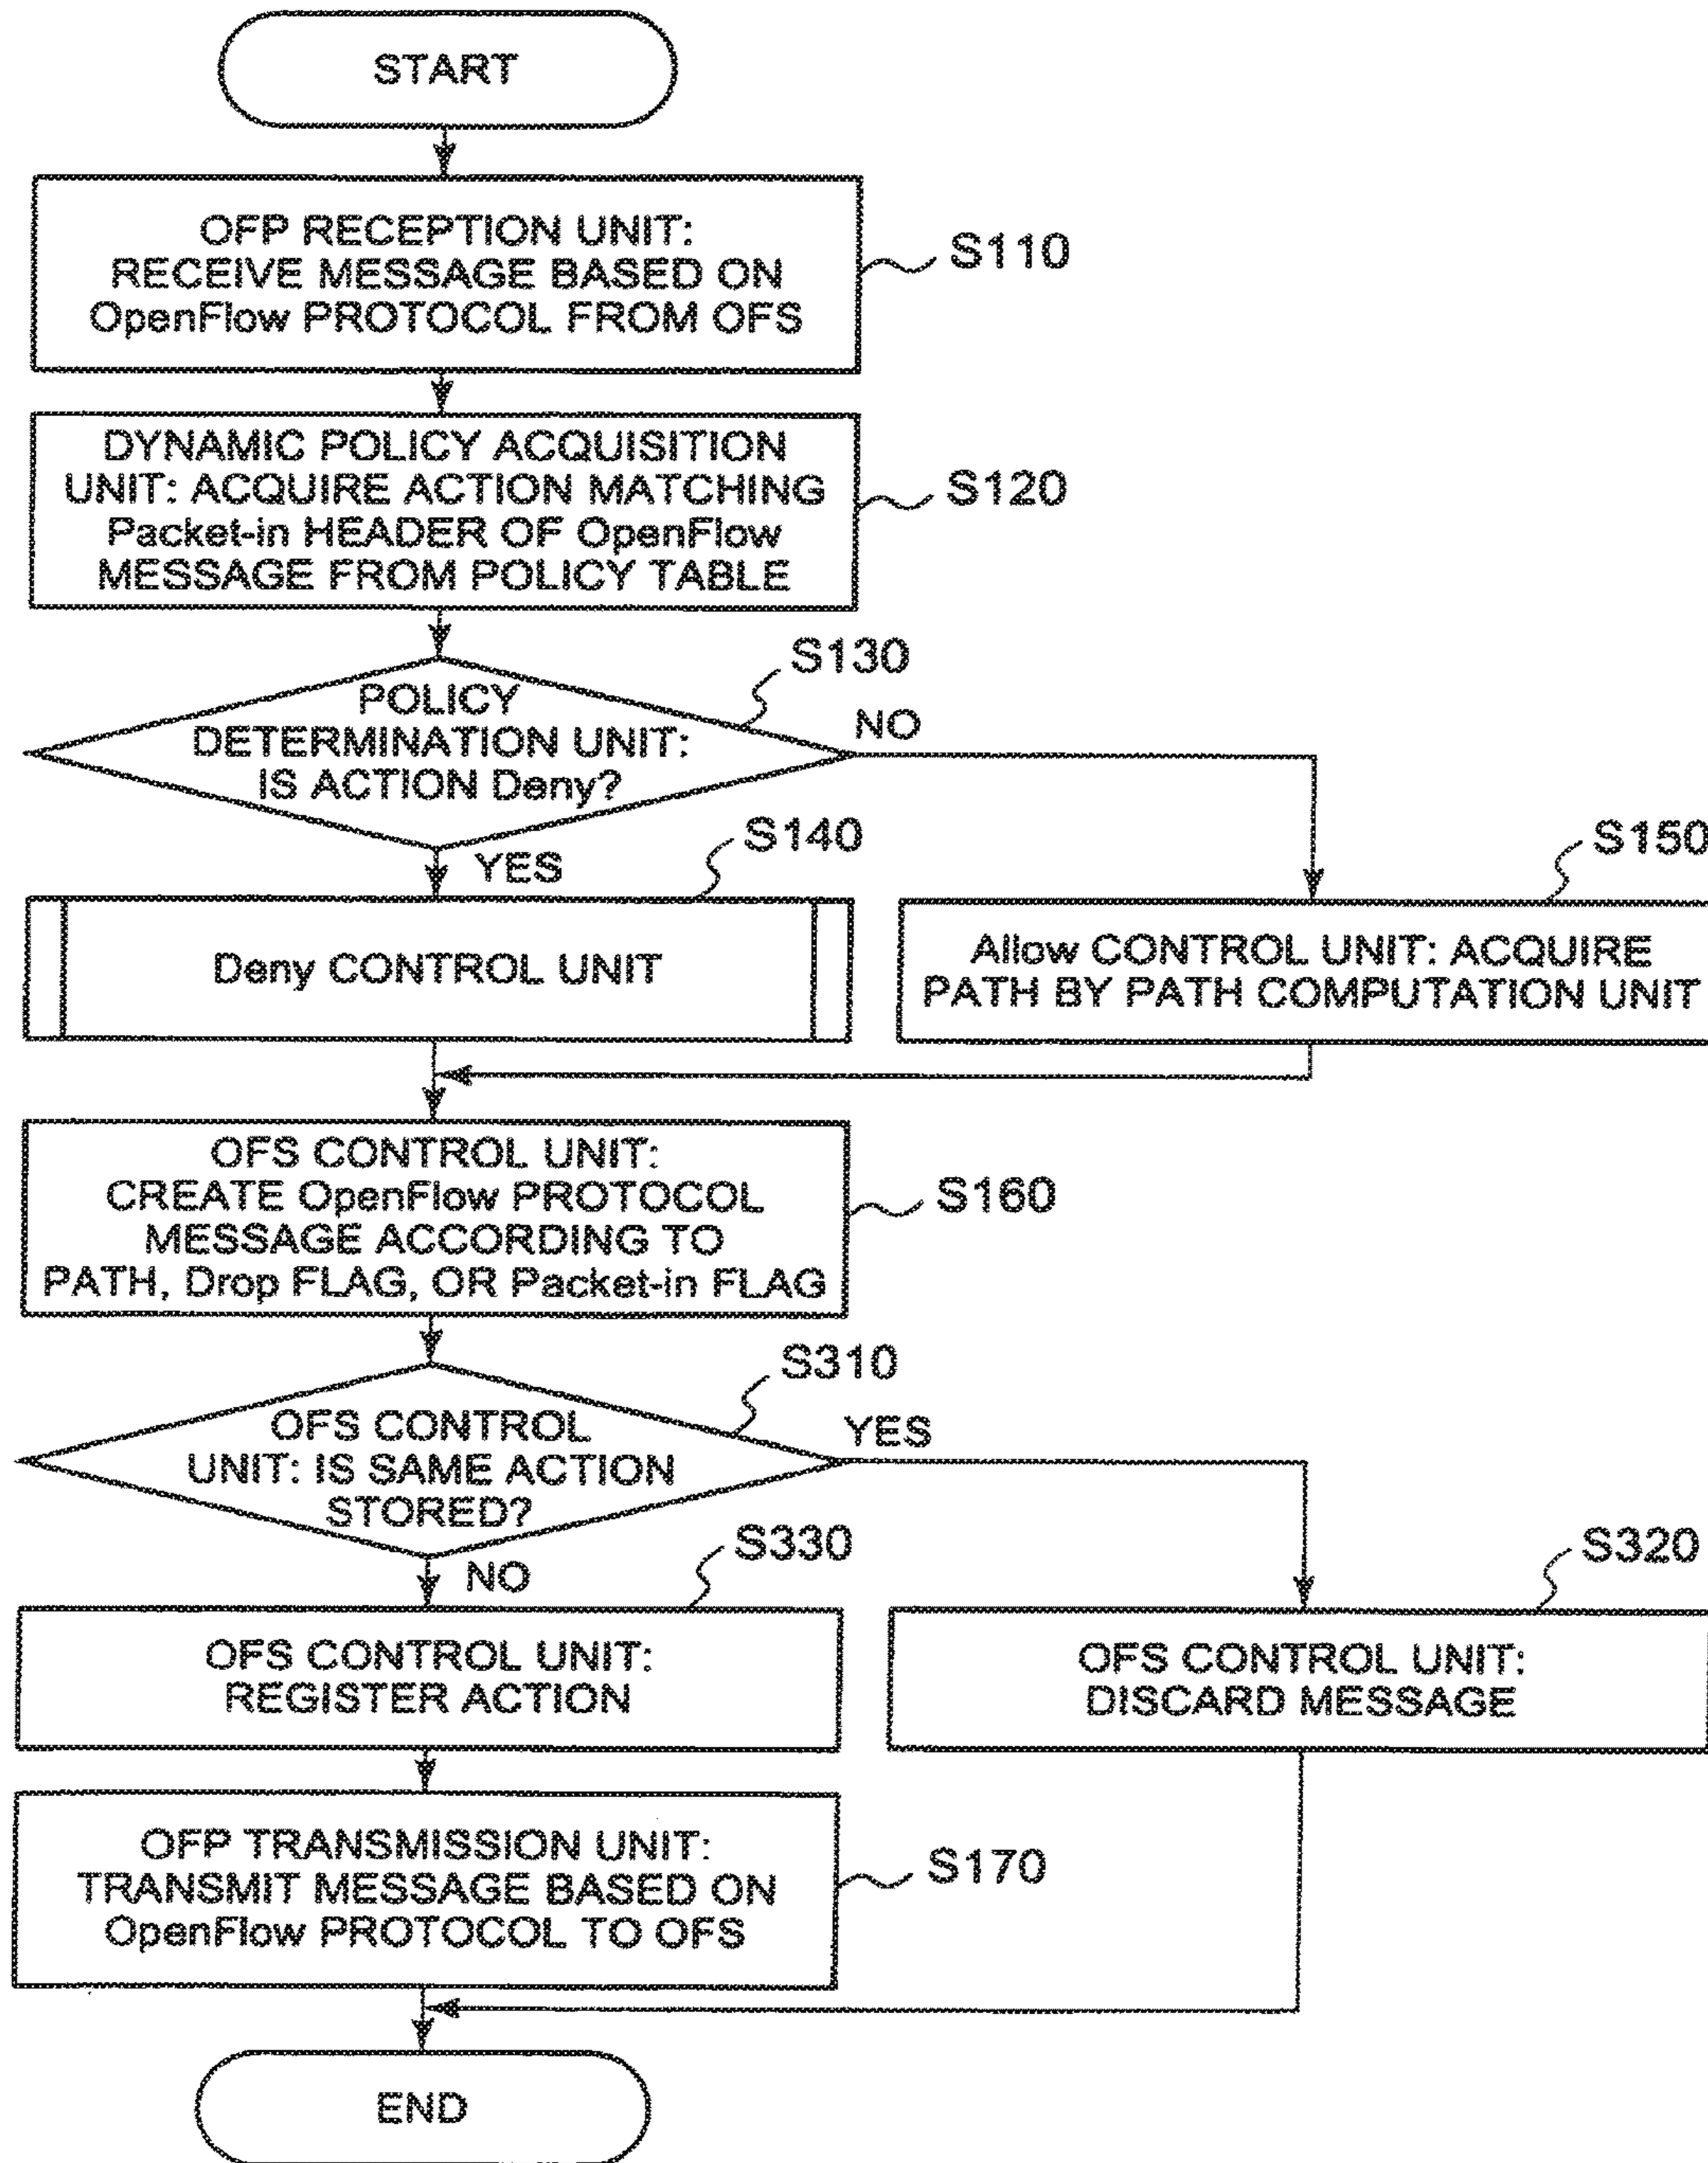 START
OFP RECEPTION UNIT:
RECEIVE MESSAGE BASED ON
OpenFlow PROTOCOL FROM OFS
S110
DYNAMIC POLICY ACQUISITION
UNIT: ACQUIRE ACTION MATCHING
Packet-in HEADER OF OpenFlow
MESSAGE FROM POLICY TABLE
S120
S130
POLICY
DETERMINATION UNIT:
IS ACTION Deny?
NO
YES
S140
Deny CONTROL UNIT
S150
Allow CONTROL UNIT: ACQUIRE
PATH BY PATH COMPUTATION UNIT
OFS CONTROL UNIT:
CREATE OpenFlow PROTOCOL
MESSAGE ACCORDING TO
PATH, Drop FLAG, OR Packet-in FLAG
S160
S310
OFS CONTROL
UNIT: IS SAME ACTION
STORED?
YES
NO
S330
OFS CONTROL UNIT:
REGISTER ACTION
S320
OFS CONTROL UNIT:
DISCARD MESSAGE
OFP TRANSMISSION UNIT:
TRANSMIT MESSAGE BASED ON
OpenFlow PROTOCOL TO OFS
S170
END